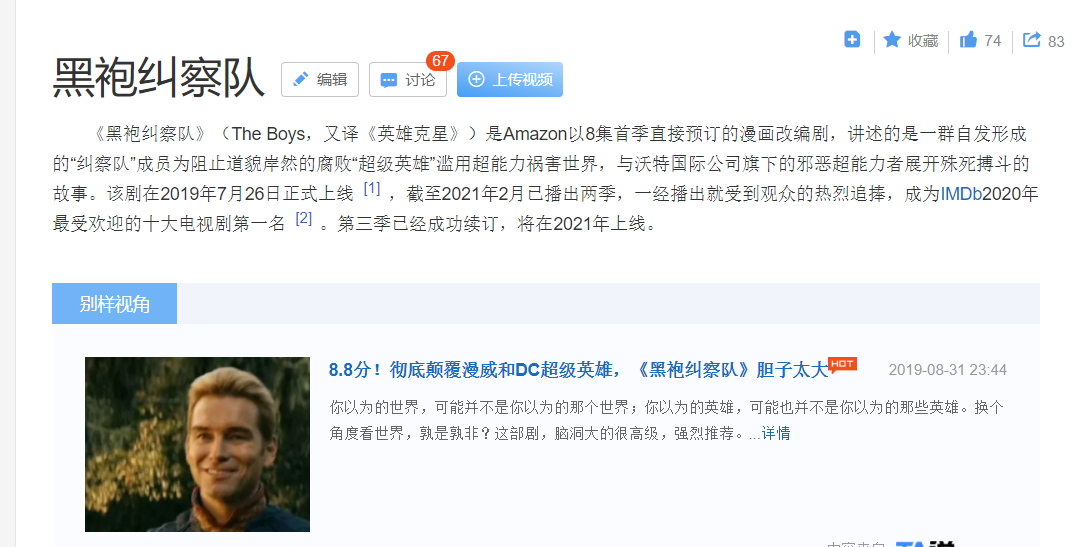 收藏 74 83
黑袍纠察队 编辑 讨论 67 上传视频
《黑袍纠察队》（The Boys，又译《英雄克星》）是Amazon以8集首季直接预订的漫画改编剧，讲述的是一群自发形成
的“纠察队”成员为阻止道貌岸然的腐败“超级英雄”滥用超能力祸害世界，与沃特国际公司旗下的邪恶超能力者展开殊死搏斗的
故事。该剧在2019年7月26日正式上线 [1] ，截至2021年2月已播出两季，一经播出就受到观众的热烈追捧，成为IMDb2020年
最受欢迎的十大电视剧第一名 [2] 。第三季已经成功续订，将在2021年上线。
别样视角
8.8分！彻底颠覆漫威和DC超级英雄，《黑袍纠察队》胆子太大 HOT 2019-08-31 23:44
你以为的世界，可能并不是你以为的那个世界；你以为的英雄，可能也并不是你以为的那些英雄。换个
角度看世界，孰是孰非？这部剧，脑洞大的很高级，强烈推荐。...详情